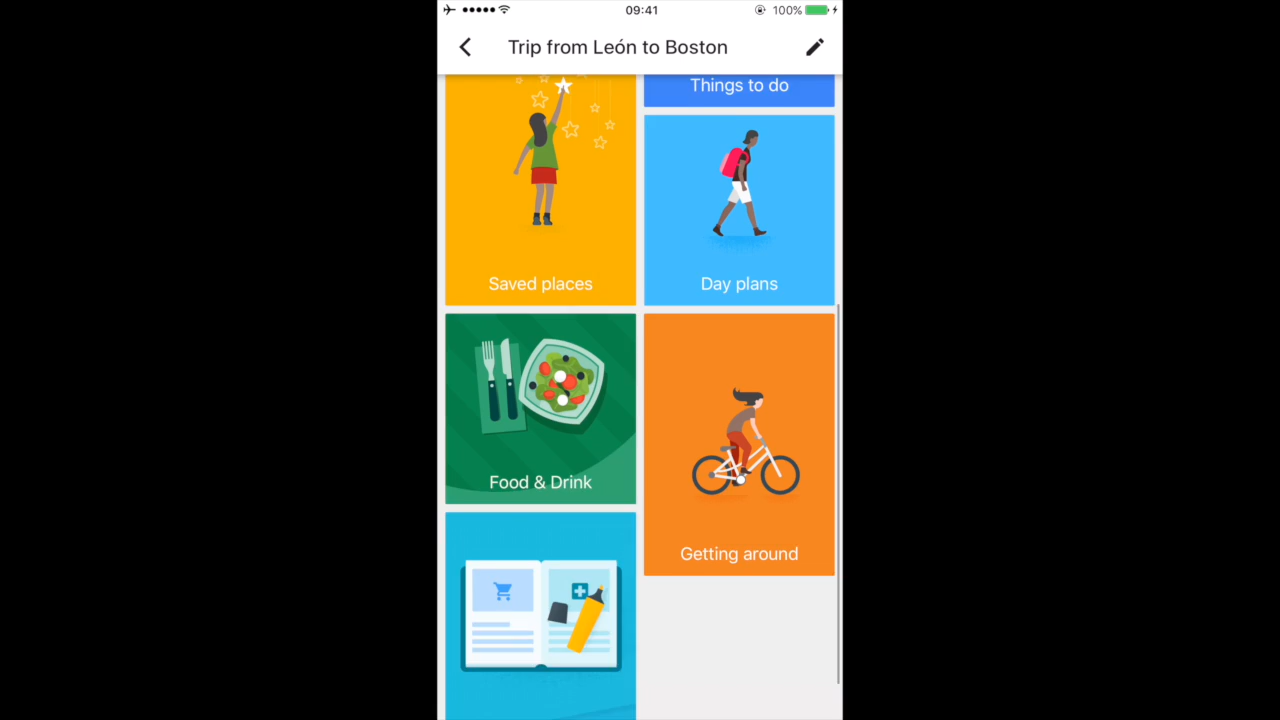 09:41
100%
Trip from León to Boston
Things to do
Saved places
Day plans
Food & Drink
Getting around